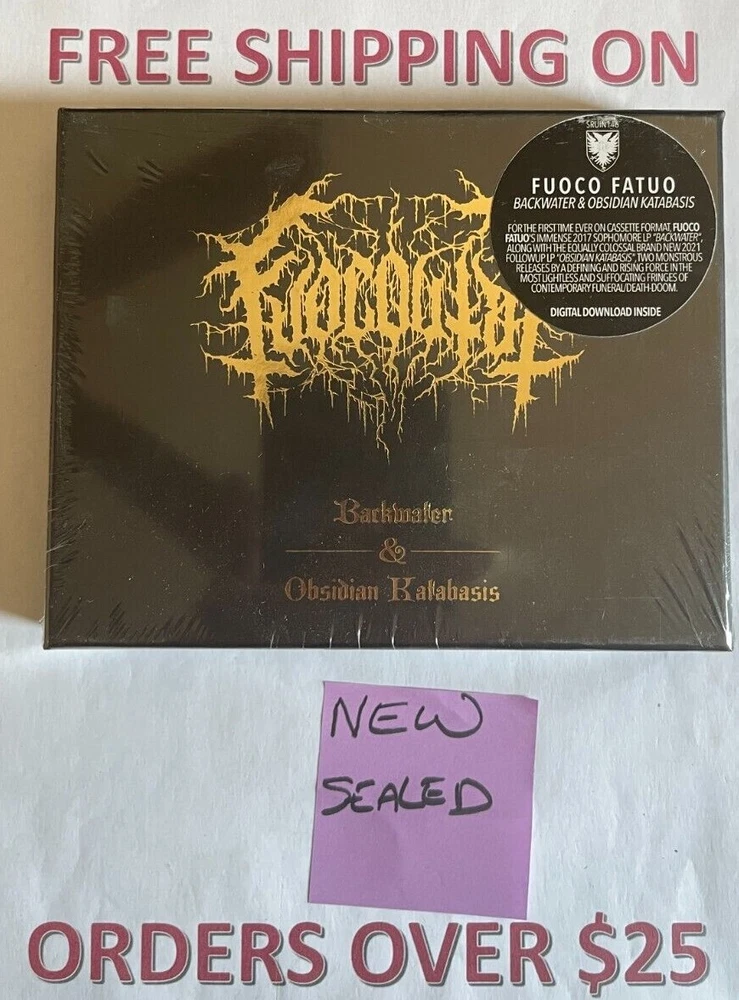 FREE SHIPPING ON
SRUIN146
FUOCO FATUO
BACKWATER & OBSIDIAN KATABASIS
FOR THE FIRST TIME EVER ON CASSETTE FORMAT, FUOCO
FATUO'S IMMENSE 2017 SOPHOMORE LP "BACKWATER",
ALONG WITH THE EQUALLY COLOSSAL BRAND NEW 2021
FOLLOWUP LP "OBSIDIAN KATABASIS", TWO MONSTROUS
RELEASES BY A DEFINING AND RISING FORCE IN THE
MOST LIGHTLESS AND SUFFOCATING FRINGES OF
CONTEMPORARY FUNERAL/DEATH-DOOM.
DIGITAL DOWNLOAD INSIDE
Backwater
&
Obsidian Katabasis
NEW
SEALED
ORDERS OVER $25